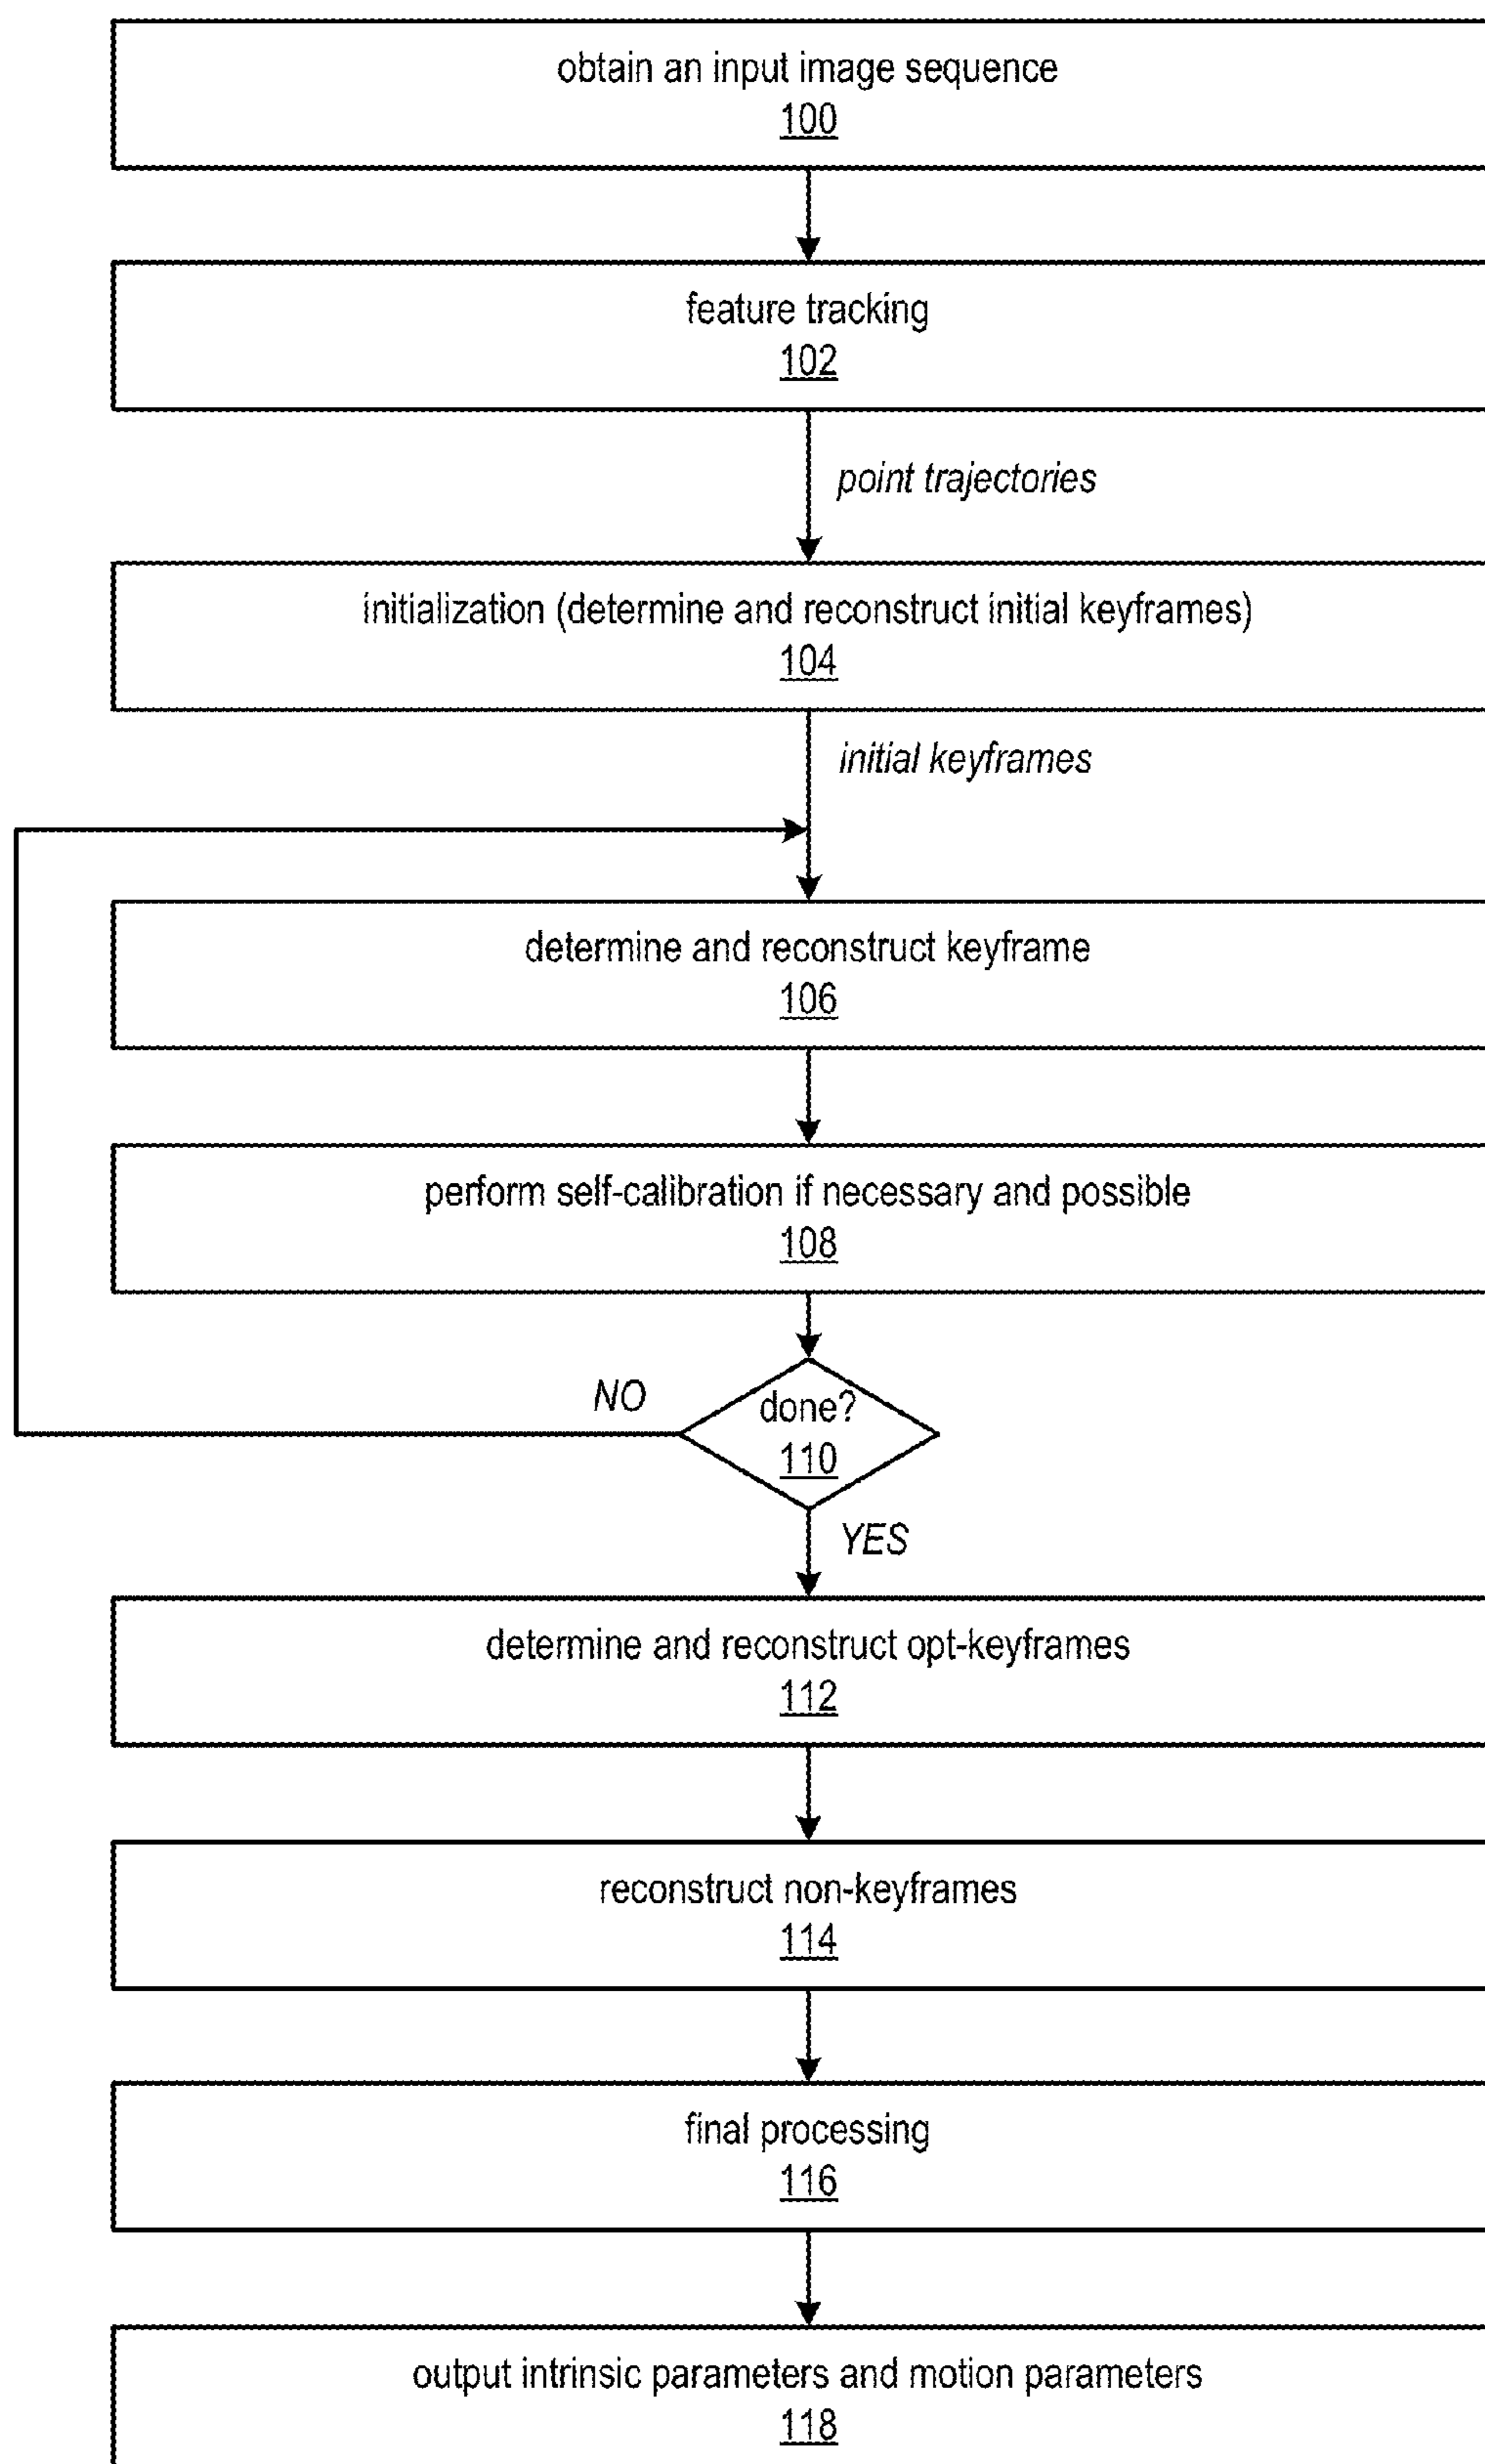 obtain an input image sequence
100
feature tracking
102
point trajectories
initialization (determine and reconstruct initial keyframes)
104
initial keyframes
determine and reconstruct keyframe
106
perform self-calibration if necessary and possible
108
NO
done?
110
YES
determine and reconstruct opt-keyframes
112
reconstruct non-keyframes
114
final processing
116
output intrinsic parameters and motion parameters
118